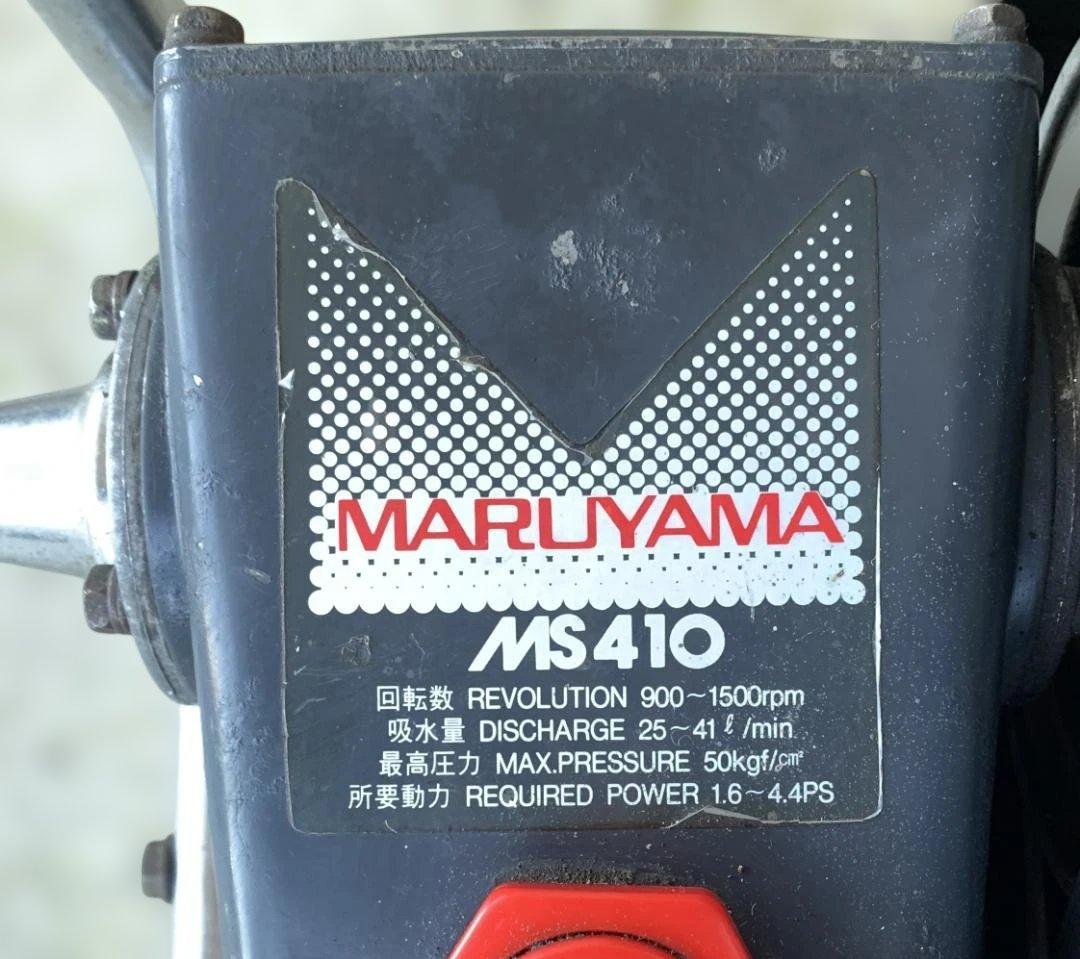 MARUYAMA
MS410
回転数 REVOLUTION 900~1500rpm
吸水量 DISCHARGE 25~41ℓ/min
最高圧力 MAX.PRESSURE 50kgf/cm²
所要動力 REQUIRED POWER 1.6~4.4PS